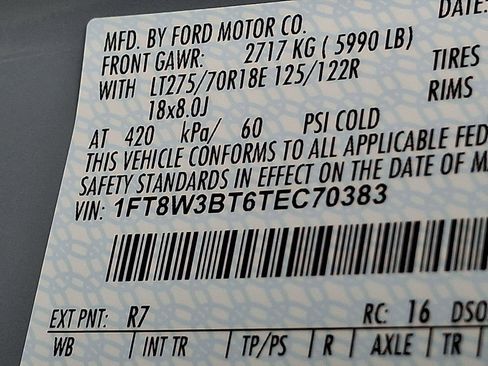 DATE:
MFD. BY FORD MOTOR CO.
FRONT GAWR: 2717 KG ( 5990 LB)
WITH LT275/70R18E 125/122R TIRES
18x8.0J RIMS
AT 420 kPa/ 60 PSI COLD
THIS VEHICLE CONFORMS TO ALL APPLICABLE FED
SAFETY STANDARDS IN EFFECT ON THE DATE OF M
VIN: 1FT8W3BT6TEC70383
EXT PNT: R7 RC: 16 DSO
WB | INT TR | TP/PS | R | AXLE | TR